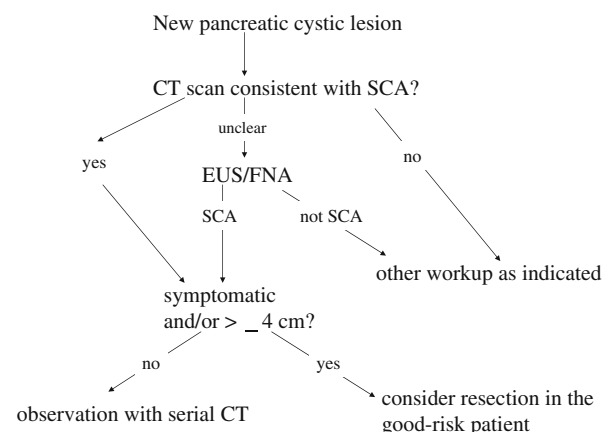 New pancreatic cystic lesion
CT scan consistent with SCA?
unclear
yes
no
EUS/FNA
SCA
not SCA
other workup as indicated
symptomatic
and/or > _ 4 cm?
no
yes
observation with serial CT
consider resection in the
good-risk patient